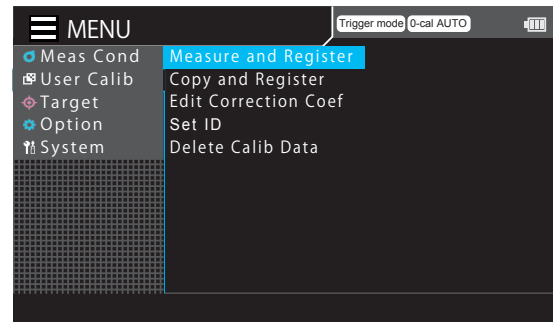 MENU
Trigger mode 0-cal AUTO
Meas Cond
User Calib
Target
Option
System
Measure and Register
Copy and Register
Edit Correction Coef
Set ID
Delete Calib Data